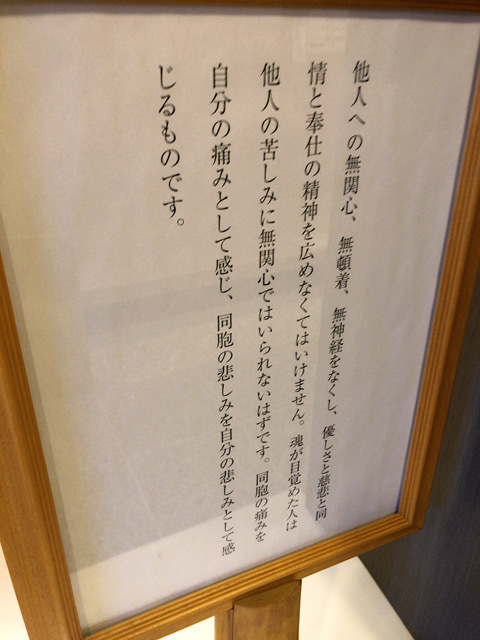 他人への無関心、無頓着、無神経をなくし、優しさと慈悲と同
情と奉仕の精神を広めなくてはいけません。魂が目覚めた人は
他人の苦しみに無関心ではいられないはずです。同胞の痛みを
自分の痛みとして感じ、同胞の悲しみを自分の悲しみとして感
じるものです。